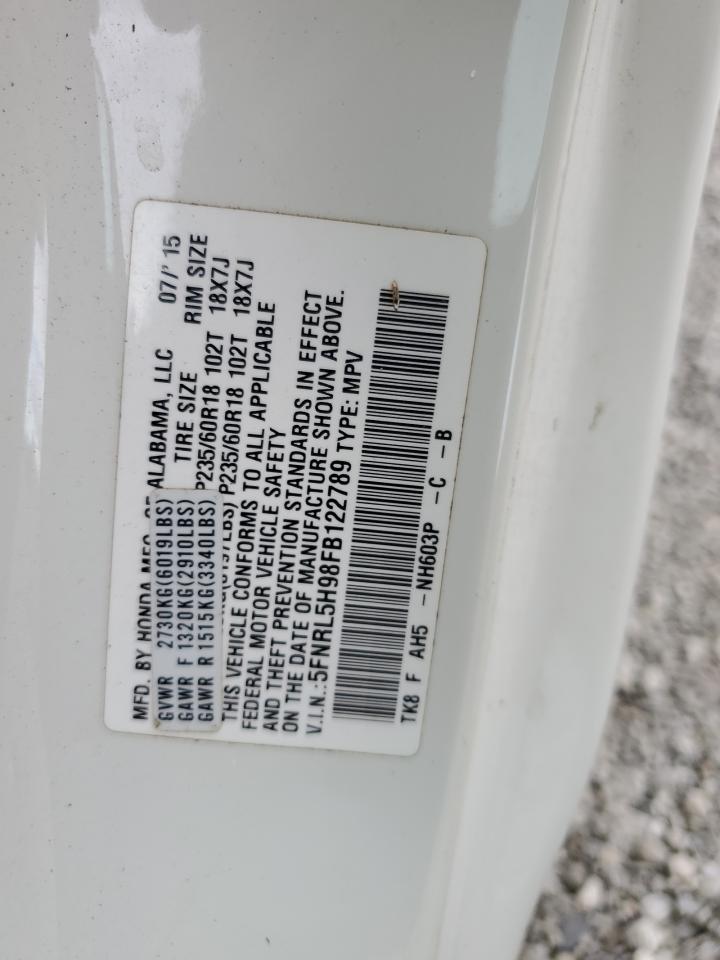 MFD. BY HONDA MFG. OF ALABAMA, LLC 07/'15
GVWR 2730KG(6019LBS) TIRE SIZE RIM SIZE
GAWR F 1320KG(2910LBS) P235/60R18 102T 18X7J
GAWR R 1515KG(3340LBS) P235/60R18 102T 18X7J
THIS VEHICLE CONFORMS TO ALL APPLICABLE
FEDERAL MOTOR VEHICLE SAFETY
AND THEFT PREVENTION STANDARDS IN EFFECT
ON THE DATE OF MANUFACTURE SHOWN ABOVE.
V.I.N.:5FNRL5H98FB122789 TYPE: MPV
TK8 F AH5 -NH603P -C -B